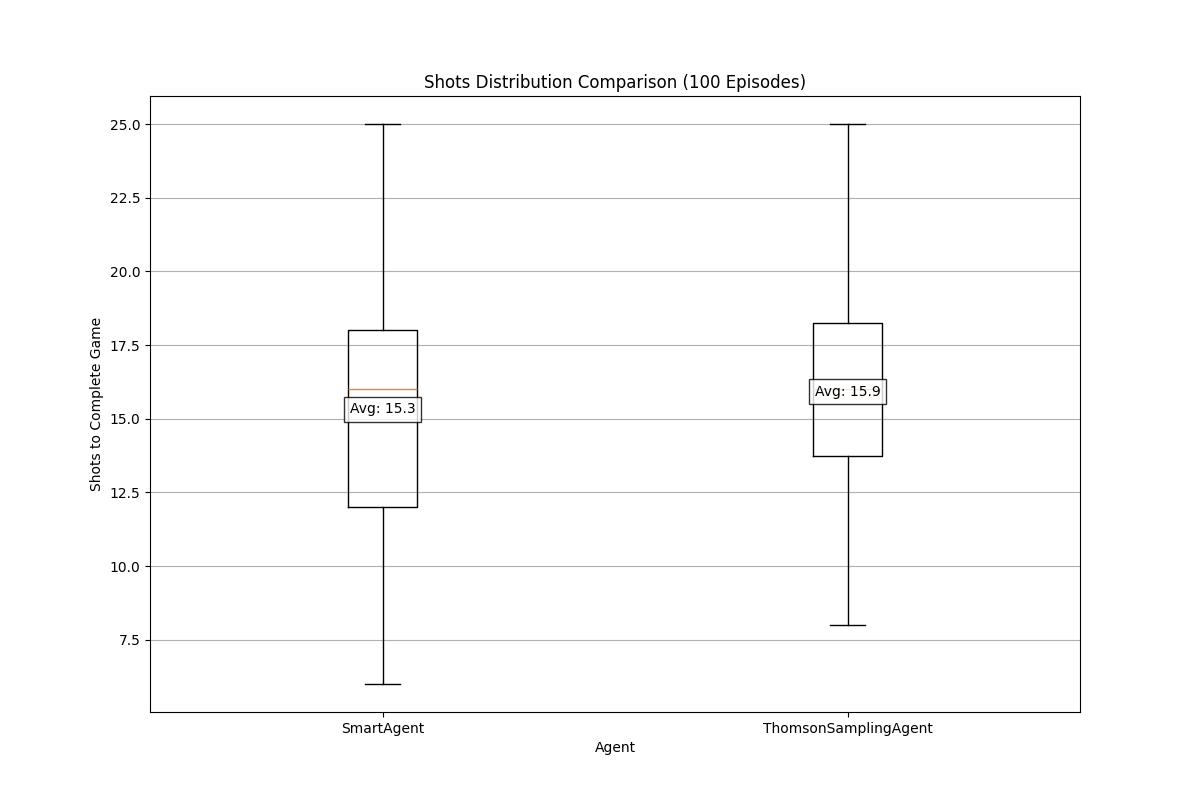 Shots Distribution Comparison (100 Episodes)
25.0
22.5
20.0
17.5
15.0
12.5
10.0
7.5
Shots to Complete Game
Avg: 15.3
Avg: 15.9
SmartAgent
ThomsonSamplingAgent
Agent